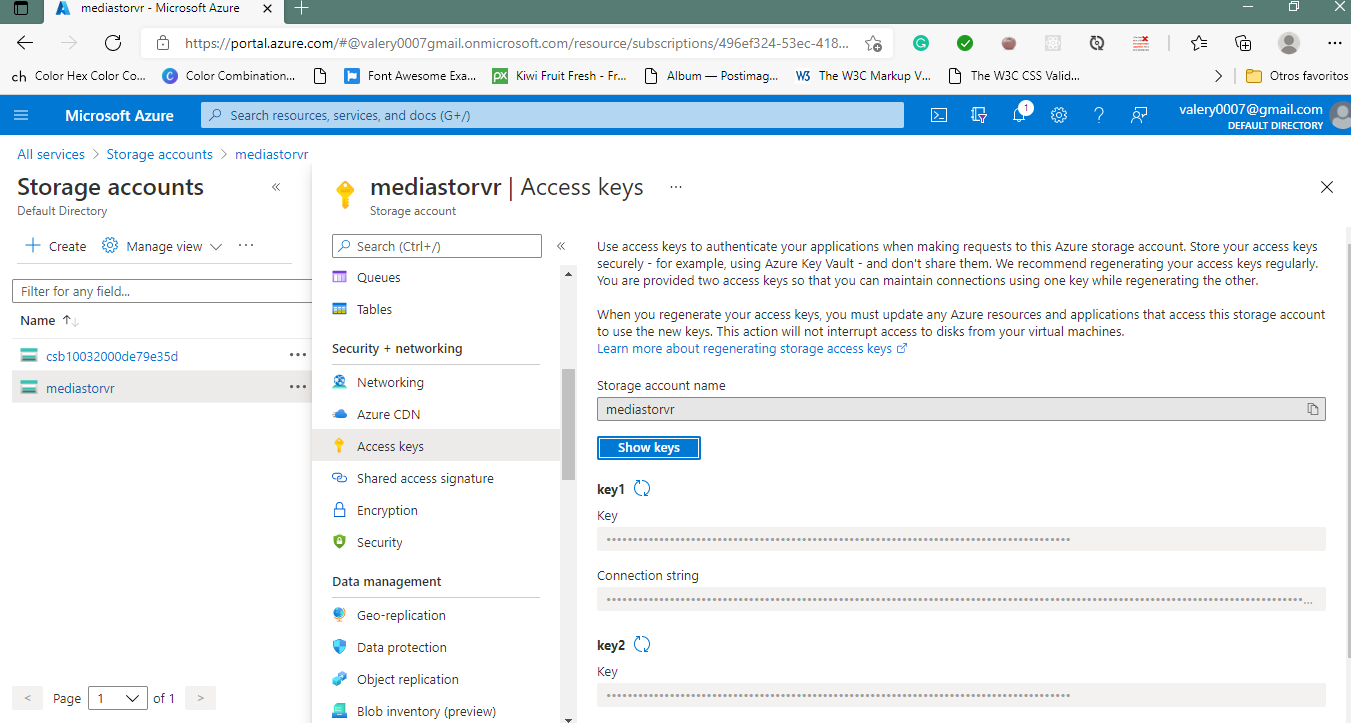 mediastorvr - Microsoft Azure
https://portal.azure.com/#@valery0007gmail.onmicrosoft.com/resource/subscriptions/496ef324-53ec-418...
ch Color Hex Color Co... Color Combination... Font Awesome Exa... Kiwi Fruit Fresh - Fr... Album — Postimag... The W3C Markup V... The W3C CSS Valid... Otros favoritos
Microsoft Azure
Search resources, services, and docs (G+/)
1
valery0007@gmail.com
DEFAULT DIRECTORY
All services > Storage accounts > mediastorvr
Storage accounts
Default Directory
Create Manage view ...
Filter for any field...
Name
csb10032000de79e35d
mediastorvr
< Page 1 of 1 >
mediastorvr | Access keys ...
Storage account
Search (Ctrl+/)
Queues
Tables
Security + networking
Networking
Azure CDN
Access keys
Shared access signature
Encryption
Security
Data management
Geo-replication
Data protection
Object replication
Blob inventory (preview)
Use access keys to authenticate your applications when making requests to this Azure storage account. Store your access keys
securely - for example, using Azure Key Vault - and don't share them. We recommend regenerating your access keys regularly.
You are provided two access keys so that you can maintain connections using one key while regenerating the other.
When you regenerate your access keys, you must update any Azure resources and applications that access this storage account
to use the new keys. This action will not interrupt access to disks from your virtual machines.
Learn more about regenerating storage access keys
Storage account name
mediastorvr
Show keys
key1
Key
Connection string
key2
Key